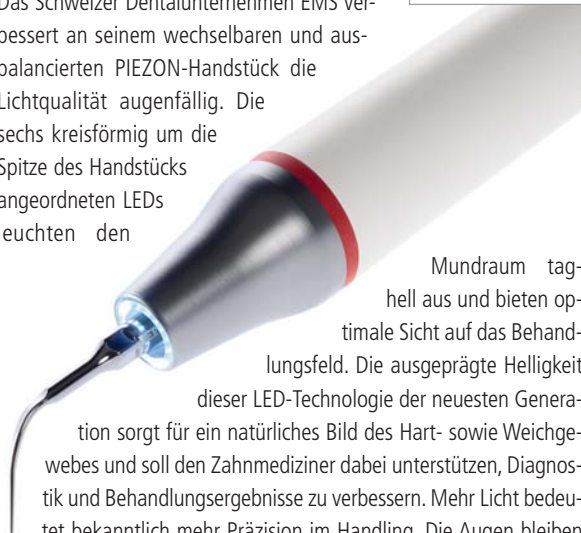 Das Schweizer Dentalunternehmen EMS ver-
bessert an seinem wechselbaren und aus-
balancierten PIEZON-Handstück die
Lichtqualität augenfällig. Die
sechs kreisförmig um die
Spitze des Handstücks
angeordneten LEDs
leuchten den
Mundraum tag-
hell aus und bieten op-
timale Sicht auf das Behand-
lungsfeld. Die ausgeprägte Helligkeit
dieser LED-Technologie der neuesten Genera-
tion sorgt für ein natürliches Bild des Hart- sowie Weichge-
webes und soll den Zahnmediziner dabei unterstützen, Diagnos-
tik und Behandlungsergebnisse zu verbessern. Mehr Licht bedeu-
tet bekanntlich mehr Präzision im Handling. Die Augen bleiben